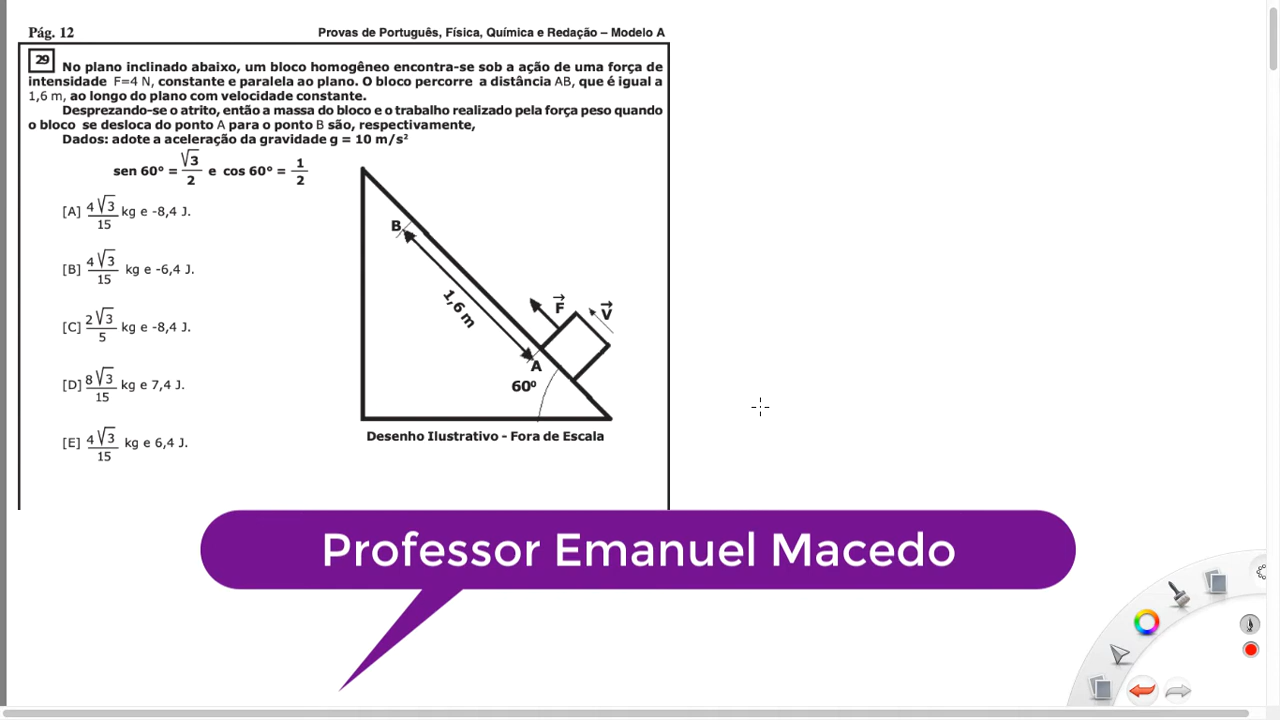 Pág. 12
Provas de Português, Física, Química e Redação – Modelo A
29
No plano inclinado abaixo, um bloco homogêneo encontra-se sob a ação de uma força de
intensidade F=4 N, constante e paralela ao plano. O bloco percorre a distância AB, que é igual a
1,6 m, ao longo do plano com velocidade constante.
Desprezando-se o atrito, então a massa do bloco e o trabalho realizado pela força peso quando
o bloco se desloca do ponto A para o ponto B são, respectivamente,
Dados: adote a aceleração da gravidade g = 10 m/s²
sen 60° = √3/2 e cos 60° = 1/2
[A] 4√3/15 kg e -8,4 J.
[B] 4√3/15 kg e -6,4 J.
[C] 2√3/5 kg e -8,4 J.
[D] 8√3/15 kg e 7,4 J.
[E] 4√3/15 kg e 6,4 J.
B
1,6 m
F
V
A
60º
Desenho Ilustrativo - Fora de Escala
Professor Emanuel Macedo